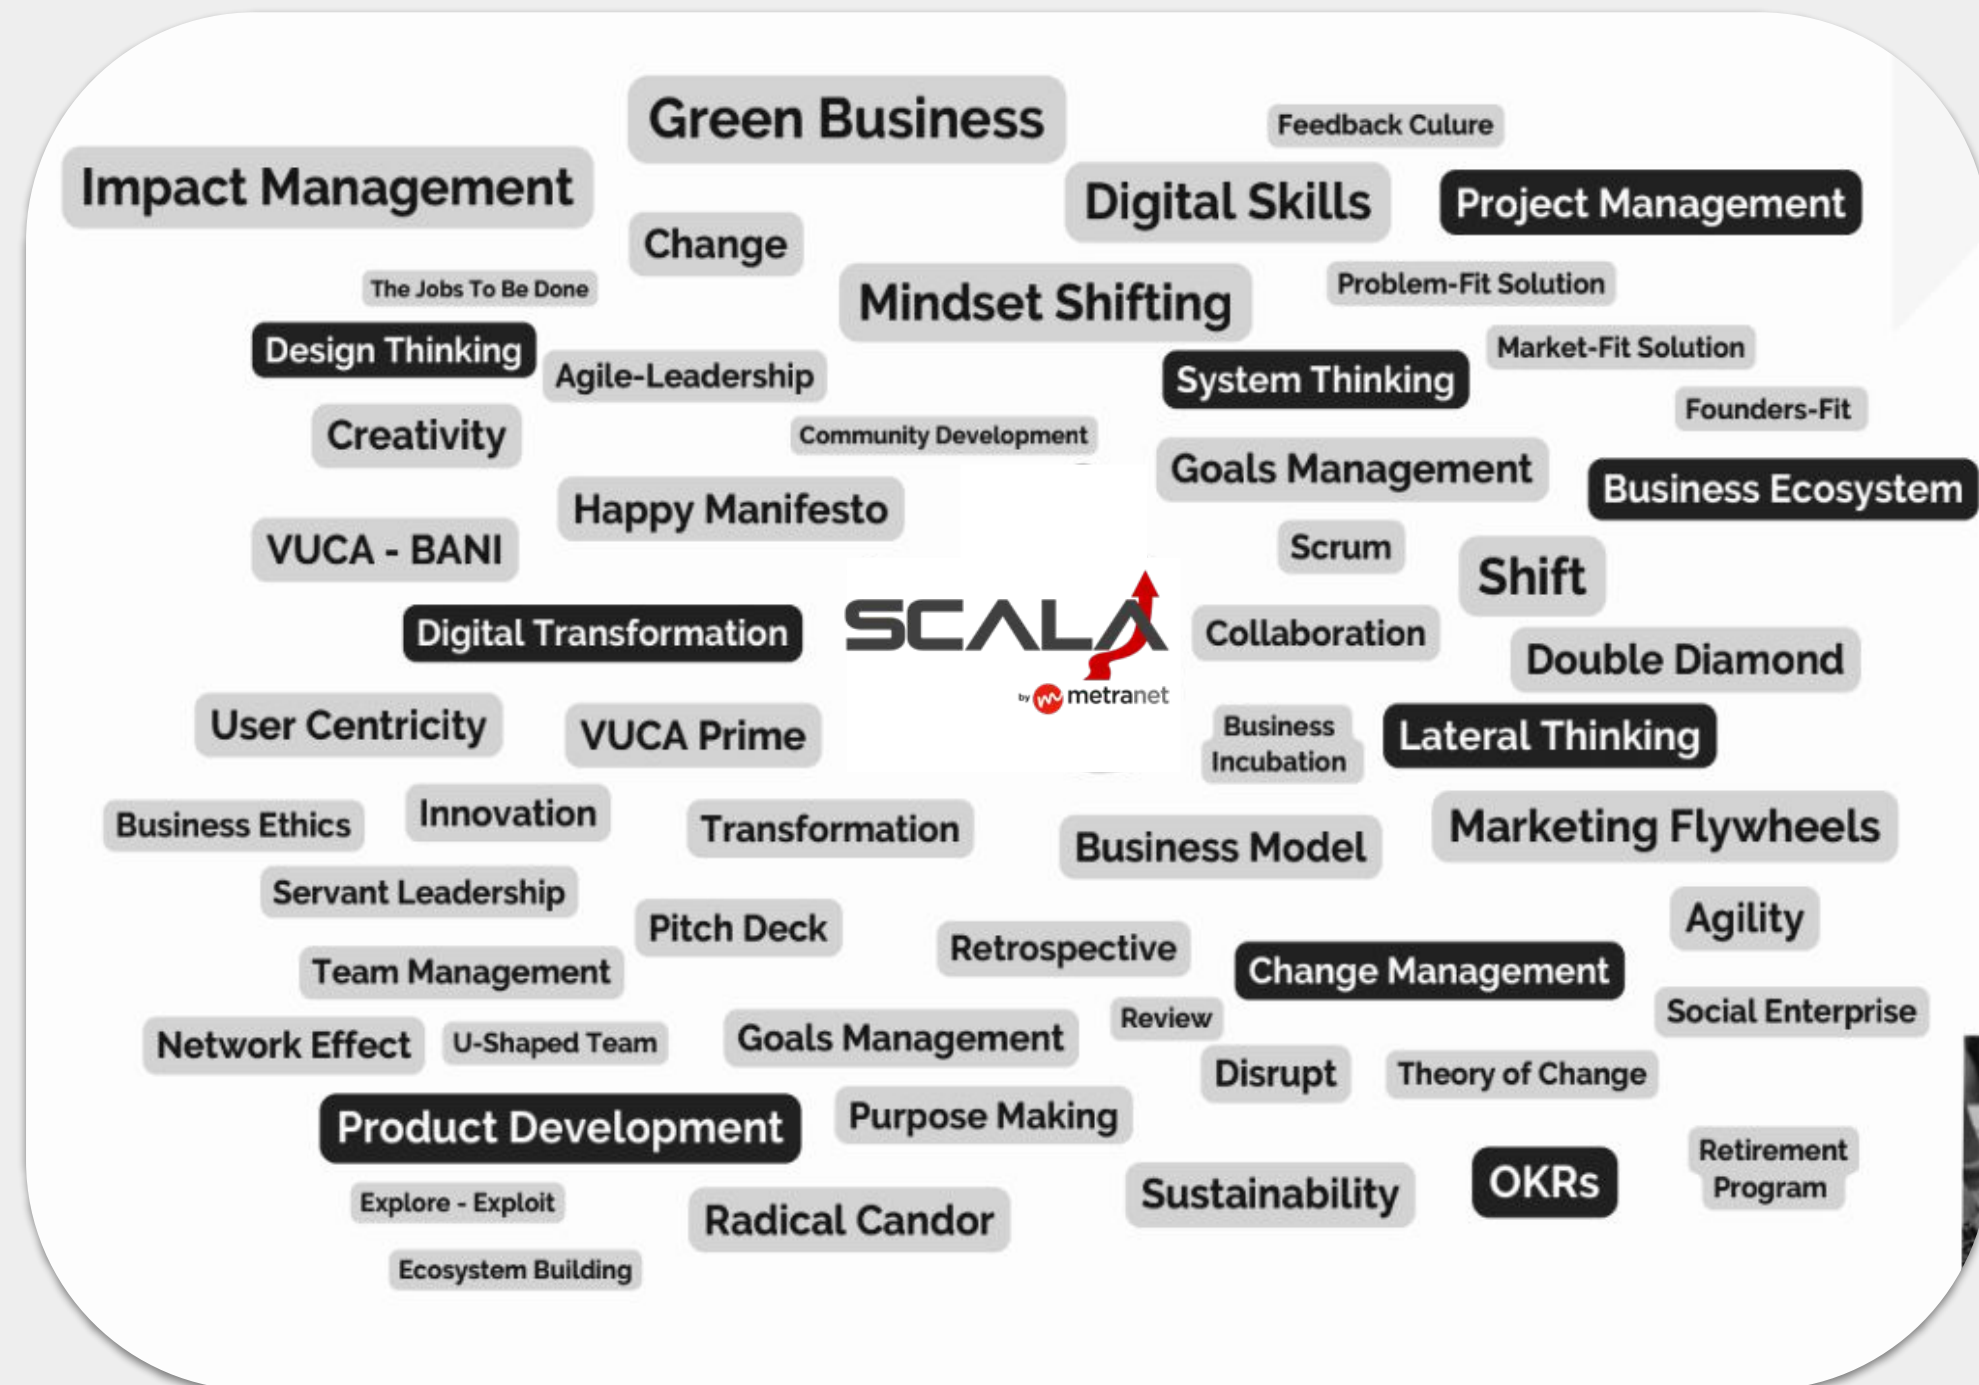 Green Business
Feedback Culure
Impact Management
Digital Skills
Project Management
Change
The Jobs To Be Done
Mindset Shifting
Problem-Fit Solution
Design Thinking
Agile-Leadership
System Thinking
Market-Fit Solution
Founders-Fit
Creativity
Community Development
Goals Management
Business Ecosystem
Happy Manifesto
VUCA - BANI
Scrum
Shift
Digital Transformation
SCALA
by metranet
Collaboration
Double Diamond
User Centricity
VUCA Prime
Business
Incubation
Lateral Thinking
Business Ethics
Innovation
Transformation
Business Model
Marketing Flywheels
Servant Leadership
Pitch Deck
Retrospective
Agility
Team Management
Change Management
Network Effect
U-Shaped Team
Goals Management
Review
Social Enterprise
Disrupt
Theory of Change
Product Development
Purpose Making
Explore - Exploit
Radical Candor
Sustainability
OKRs
Retirement
Program
Ecosystem Building